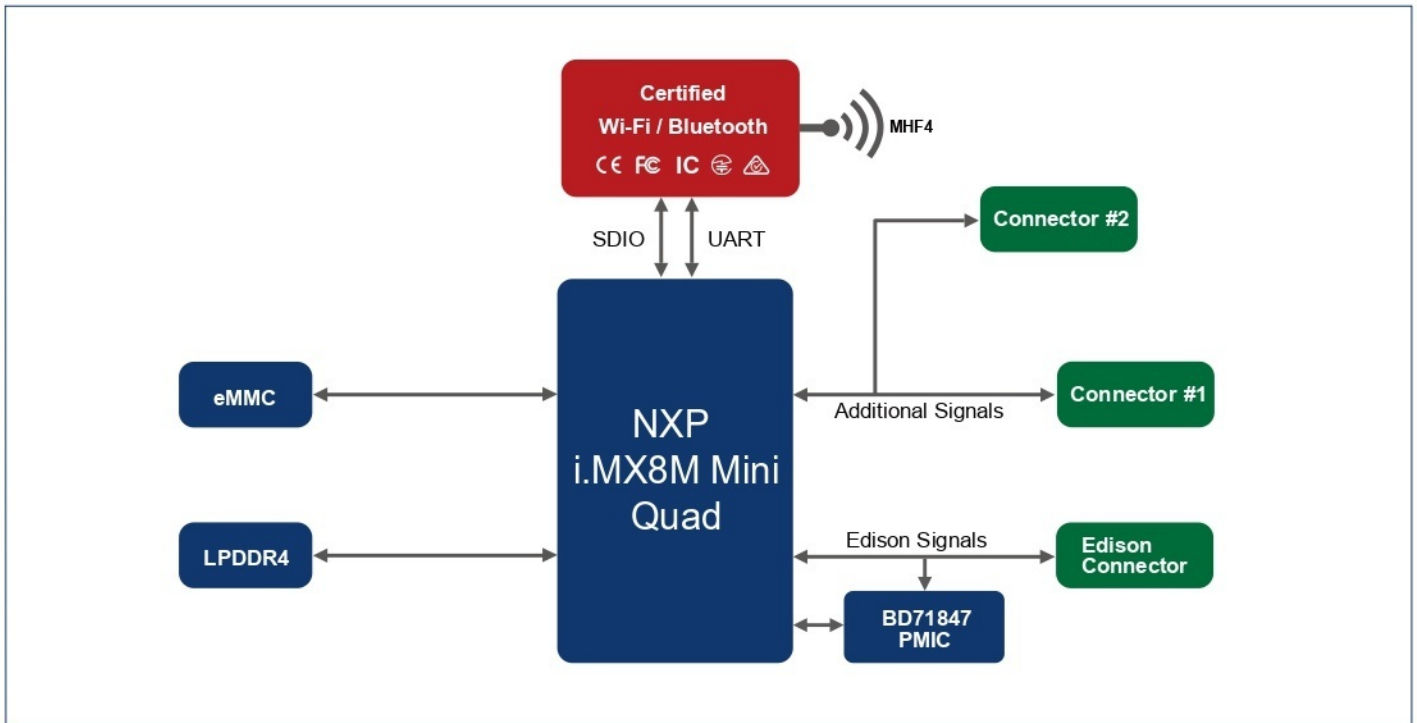 Certified
Wi-Fi / Bluetooth
CE FC IC
MHF4
SDIO
UART
Connector #2
eMMC
Connector #1
Additional Signals
NXP
i.MX8M Mini
Quad
LPDDR4
Edison Signals
Edison
Connector
BD71847
PMIC